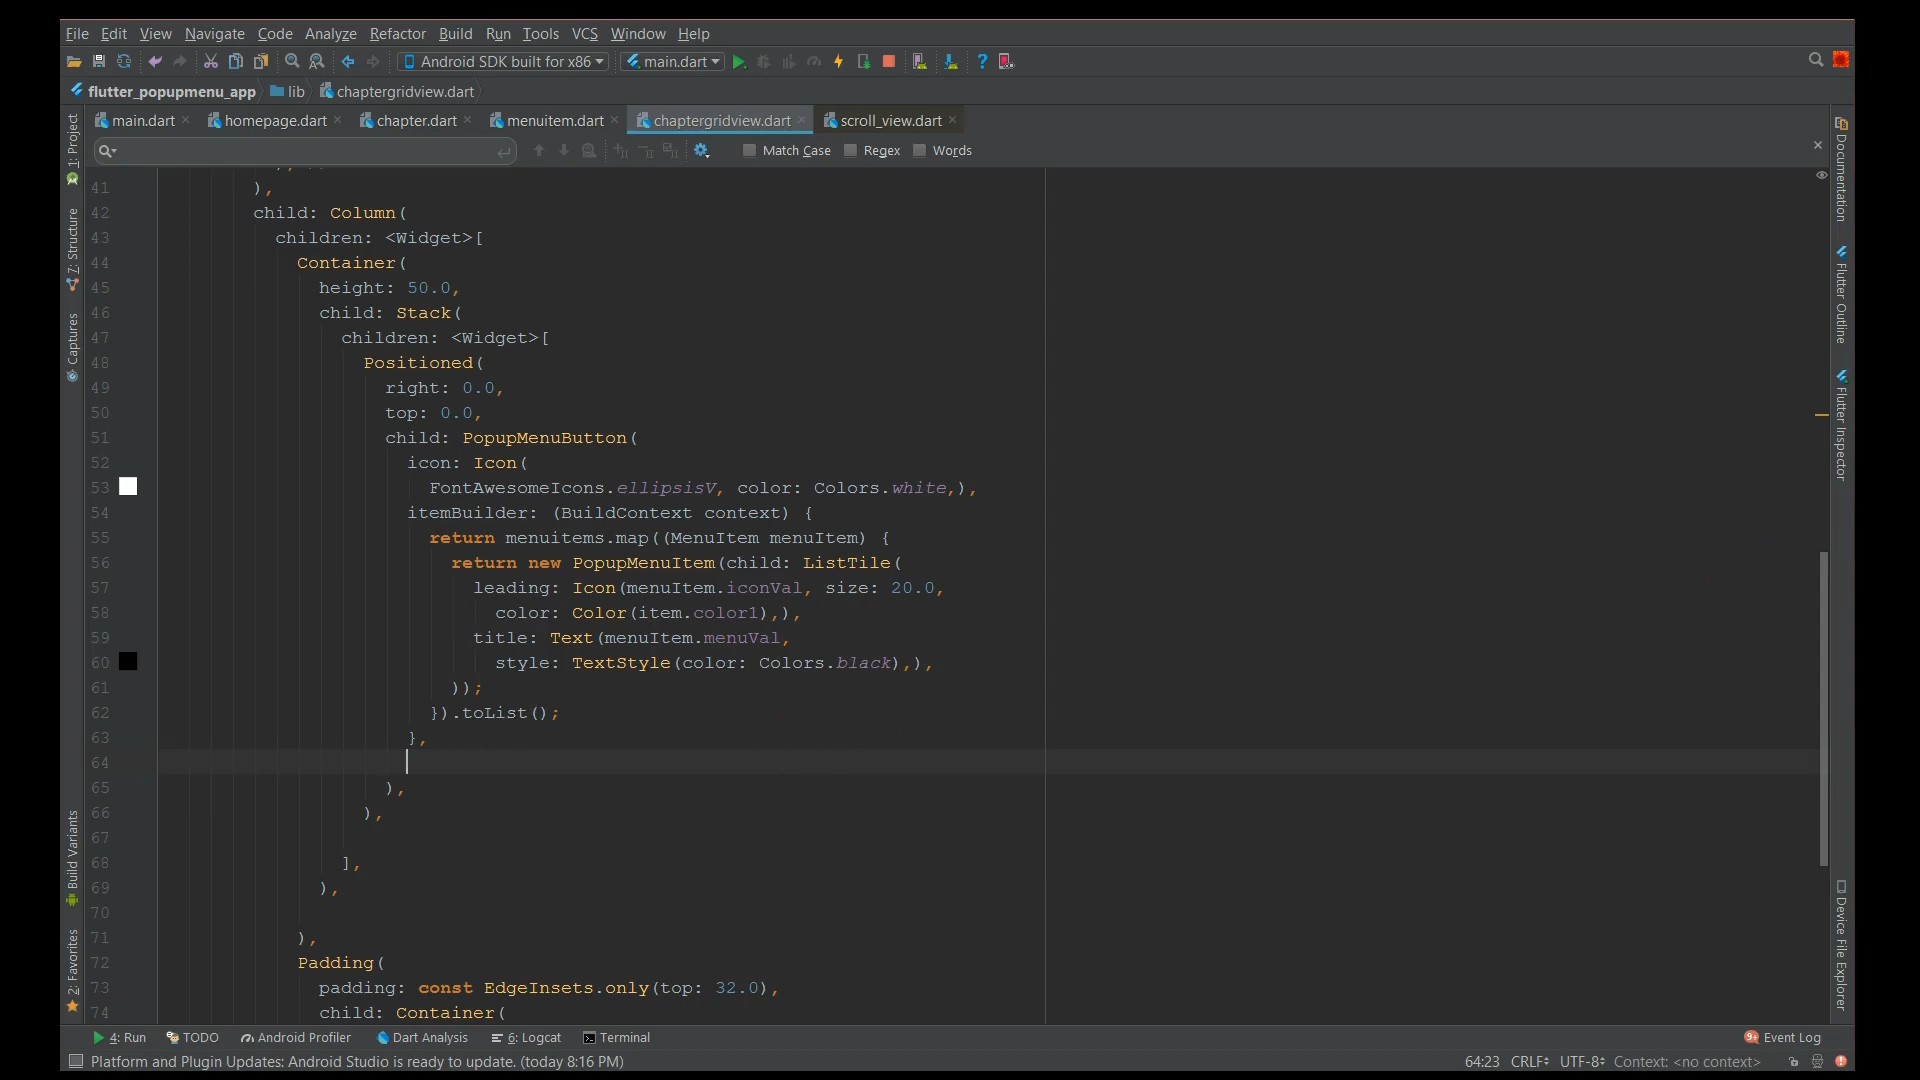 File Edit View Navigate Code Analyze Refactor Build Run Tools VCS Window Help
Android SDK built for x86 main.dart
flutter_popupmenu_app lib chaptergridview.dart
main.dart homepage.dart chapter.dart menuitem.dart chaptergridview.dart scroll_view.dart
Match Case Regex Words
1: Project
7: Structure
Captures
Build Variants
2: Favorites
41 ),
42 child: Column(
43 children: <Widget>[
44 Container(
45 height: 50.0,
46 child: Stack(
47 children: <Widget>[
48 Positioned(
49 right: 0.0,
50 top: 0.0,
51 child: PopupMenuButton(
52 icon: Icon(
53 FontAwesomeIcons.ellipsisV, color: Colors.white,),
54 itemBuilder: (BuildContext context) {
55 return menuitems.map((MenuItem menuItem) {
56 return new PopupMenuItem(child: ListTile(
57 leading: Icon(menuItem.iconVal, size: 20.0,
58 color: Color(item.color1),),
59 title: Text(menuItem.menuVal,
60 style: TextStyle(color: Colors.black),),
61 ));
62 }).toList();
63 },
64
65 ),
66 ),
67
68 ],
69 ),
70
71 ),
72 Padding(
73 padding: const EdgeInsets.only(top: 32.0),
74 child: Container(
Documentation
Flutter Outline
Flutter Inspector
Device File Explorer
4: Run TODO Android Profiler Dart Analysis 6: Logcat Terminal 9+ Event Log
Platform and Plugin Updates: Android Studio is ready to update. (today 8:16 PM) 64:23 CRLF UTF-8 Context: <no context>